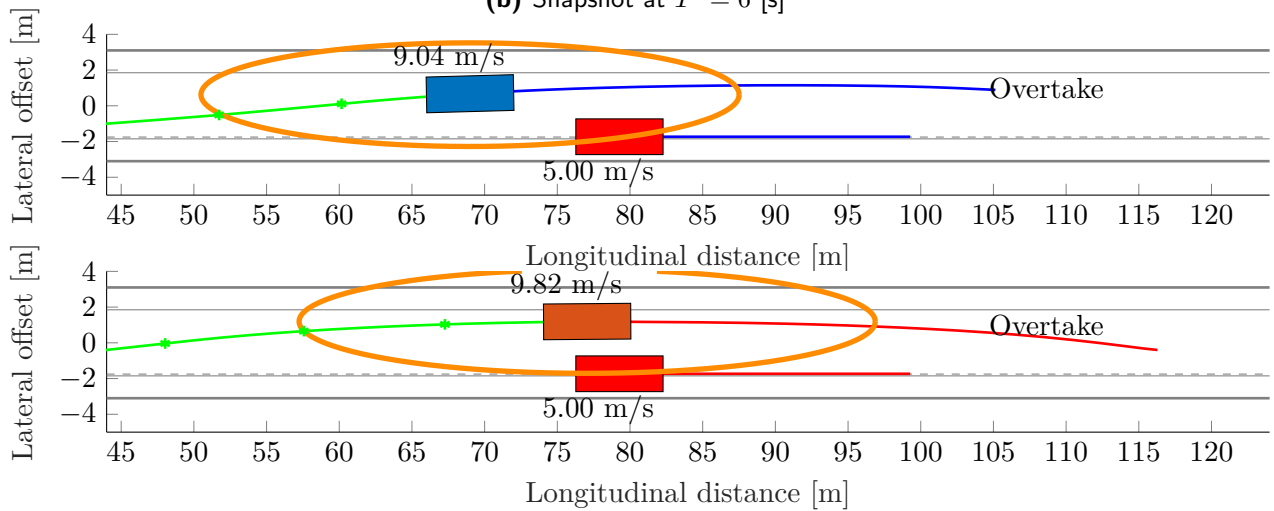 (b) Snapshot at T = 6 [s]
Lateral offset [m]
4
2
0
−2
−4
9.04 m/s
Overtake
5.00 m/s
45 50 55 60 65 70 75 80 85 90 95 100 105 110 115 120
Longitudinal distance [m]
Lateral offset [m]
4
2
0
−2
−4
9.82 m/s
Overtake
5.00 m/s
45 50 55 60 65 70 75 80 85 90 95 100 105 110 115 120
Longitudinal distance [m]